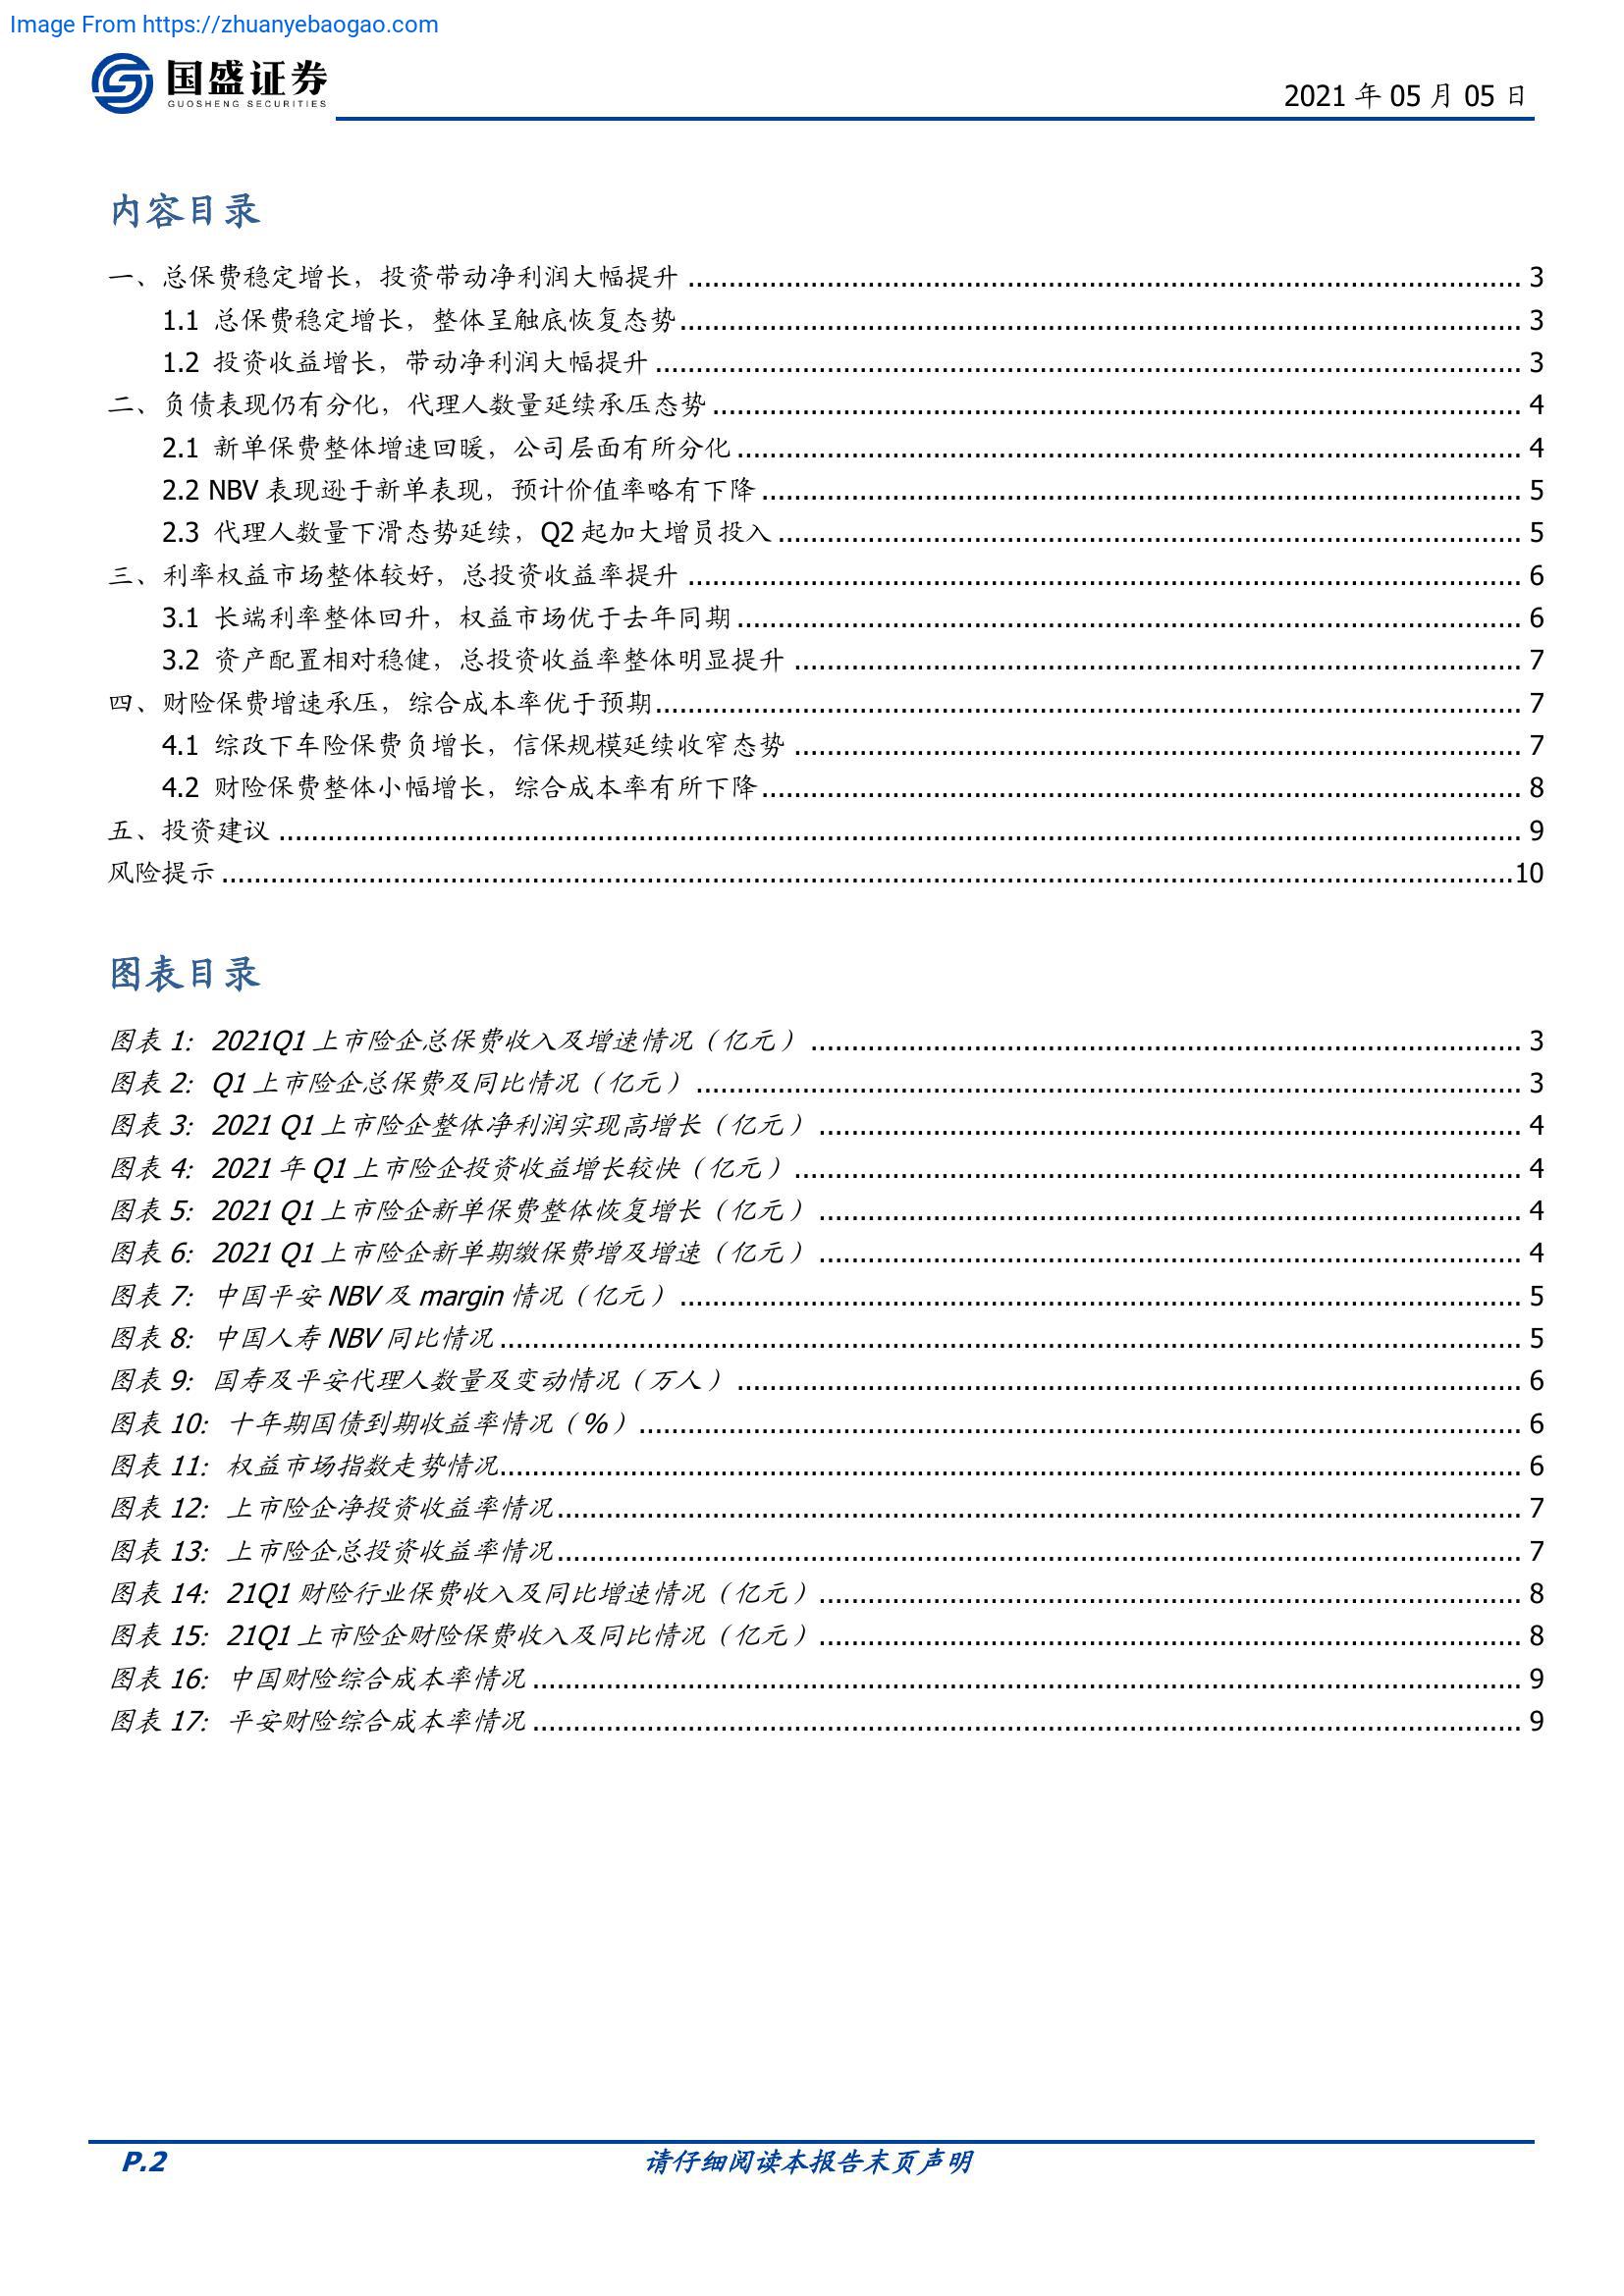 Image From https://zhuanyebaogao.com
国盛证券
GUOSHENG SECURITIES
2021 年 05 月 05 日
内容目录
一、总保费稳定增长，投资带动净利润大幅提升 ........ 3
1.1 总保费稳定增长，整体呈触底恢复态势........ 3
1.2 投资收益增长，带动净利润大幅提升 ........ 3
二、负债表现仍有分化，代理人数量延续承压态势 ........ 4
2.1 新单保费整体增速回暖，公司层面有所分化 ........ 4
2.2 NBV 表现逊于新单表现，预计价值率略有下降 ........ 5
2.3 代理人数量下滑态势延续，Q2 起加大增员投入 ........ 5
三、利率权益市场整体较好，总投资收益率提升 ........ 6
3.1 长端利率整体回升，权益市场优于去年同期 ........ 6
3.2 资产配置相对稳健，总投资收益率整体明显提升 ........ 7
四、财险保费增速承压，综合成本率优于预期........ 7
4.1 综改下车险保费负增长，信保规模延续收窄态势 ........ 7
4.2 财险保费整体小幅增长，综合成本率有所下降........ 8
五、投资建议 ........ 9
风险提示 ........10
图表目录
图表 1: 2021Q1 上市险企总保费收入及增速情况（亿元） ........ 3
图表 2: Q1 上市险企总保费及同比情况（亿元） ........ 3
图表 3: 2021 Q1 上市险企整体净利润实现高增长（亿元） ........ 4
图表 4: 2021 年 Q1 上市险企投资收益增长较快（亿元） ........ 4
图表 5: 2021 Q1 上市险企新单保费整体恢复增长（亿元） ........ 4
图表 6: 2021 Q1 上市险企新单期缴保费增及增速（亿元） ........ 4
图表 7: 中国平安 NBV 及 margin 情况（亿元） ........ 5
图表 8: 中国人寿 NBV 同比情况 ........ 5
图表 9: 国寿及平安代理人数量及变动情况（万人） ........ 6
图表 10: 十年期国债到期收益率情况（%） ........ 6
图表 11: 权益市场指数走势情况........ 6
图表 12: 上市险企净投资收益率情况........ 7
图表 13: 上市险企总投资收益率情况........ 7
图表 14: 21Q1 财险行业保费收入及同比增速情况（亿元） ........ 8
图表 15: 21Q1 上市险企财险保费收入及同比情况（亿元） ........ 8
图表 16: 中国财险综合成本率情况 ........ 9
图表 17: 平安财险综合成本率情况 ........ 9
P.2
请仔细阅读本报告末页声明